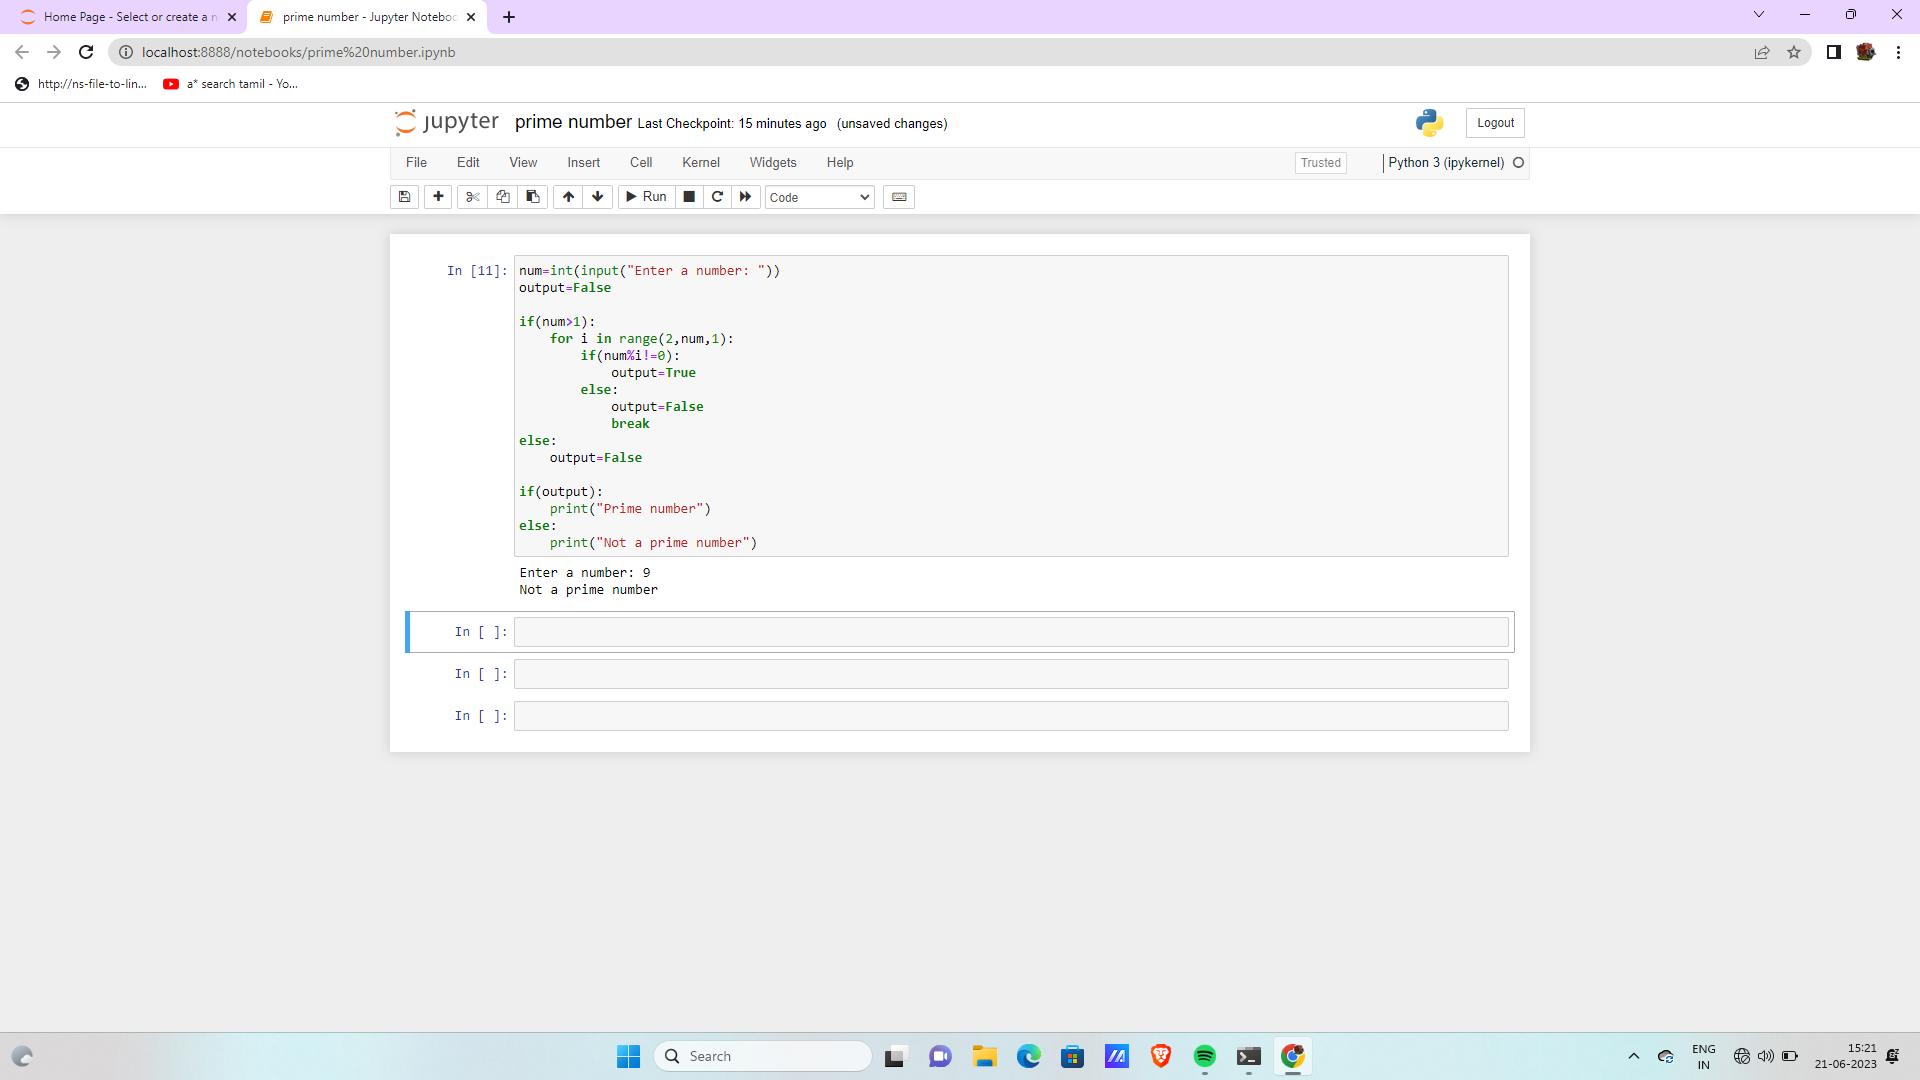 Home Page - Select or create a n
prime number - Jupyter Noteboo
localhost:8888/notebooks/prime%20number.ipynb
http://ns-file-to-lin...
a* search tamil - Yo...
jupyter prime number Last Checkpoint: 15 minutes ago (unsaved changes)
Logout
File Edit View Insert Cell Kernel Widgets Help
Trusted
Python 3 (ipykernel)
Run
Code
In [11]:
num=int(input("Enter a number: "))
output=False
if(num>1):
    for i in range(2,num,1):
        if(num%i!=0):
            output=True
        else:
            output=False
            break
else:
    output=False
if(output):
    print("Prime number")
else:
    print("Not a prime number")
Enter a number: 9
Not a prime number
In [ ]:
In [ ]:
In [ ]:
Search
ENG
IN
15:21
21-06-2023